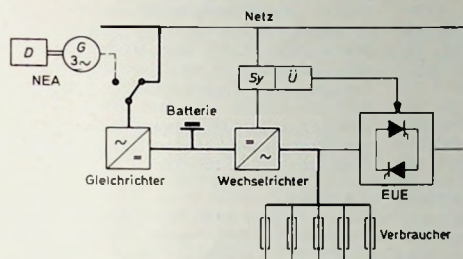 Netz
D
G
3~
NEA
Sy Ü
Batterie
~
=
=
~
Gleichrichter
Wechselrichter
EUE
Verbraucher